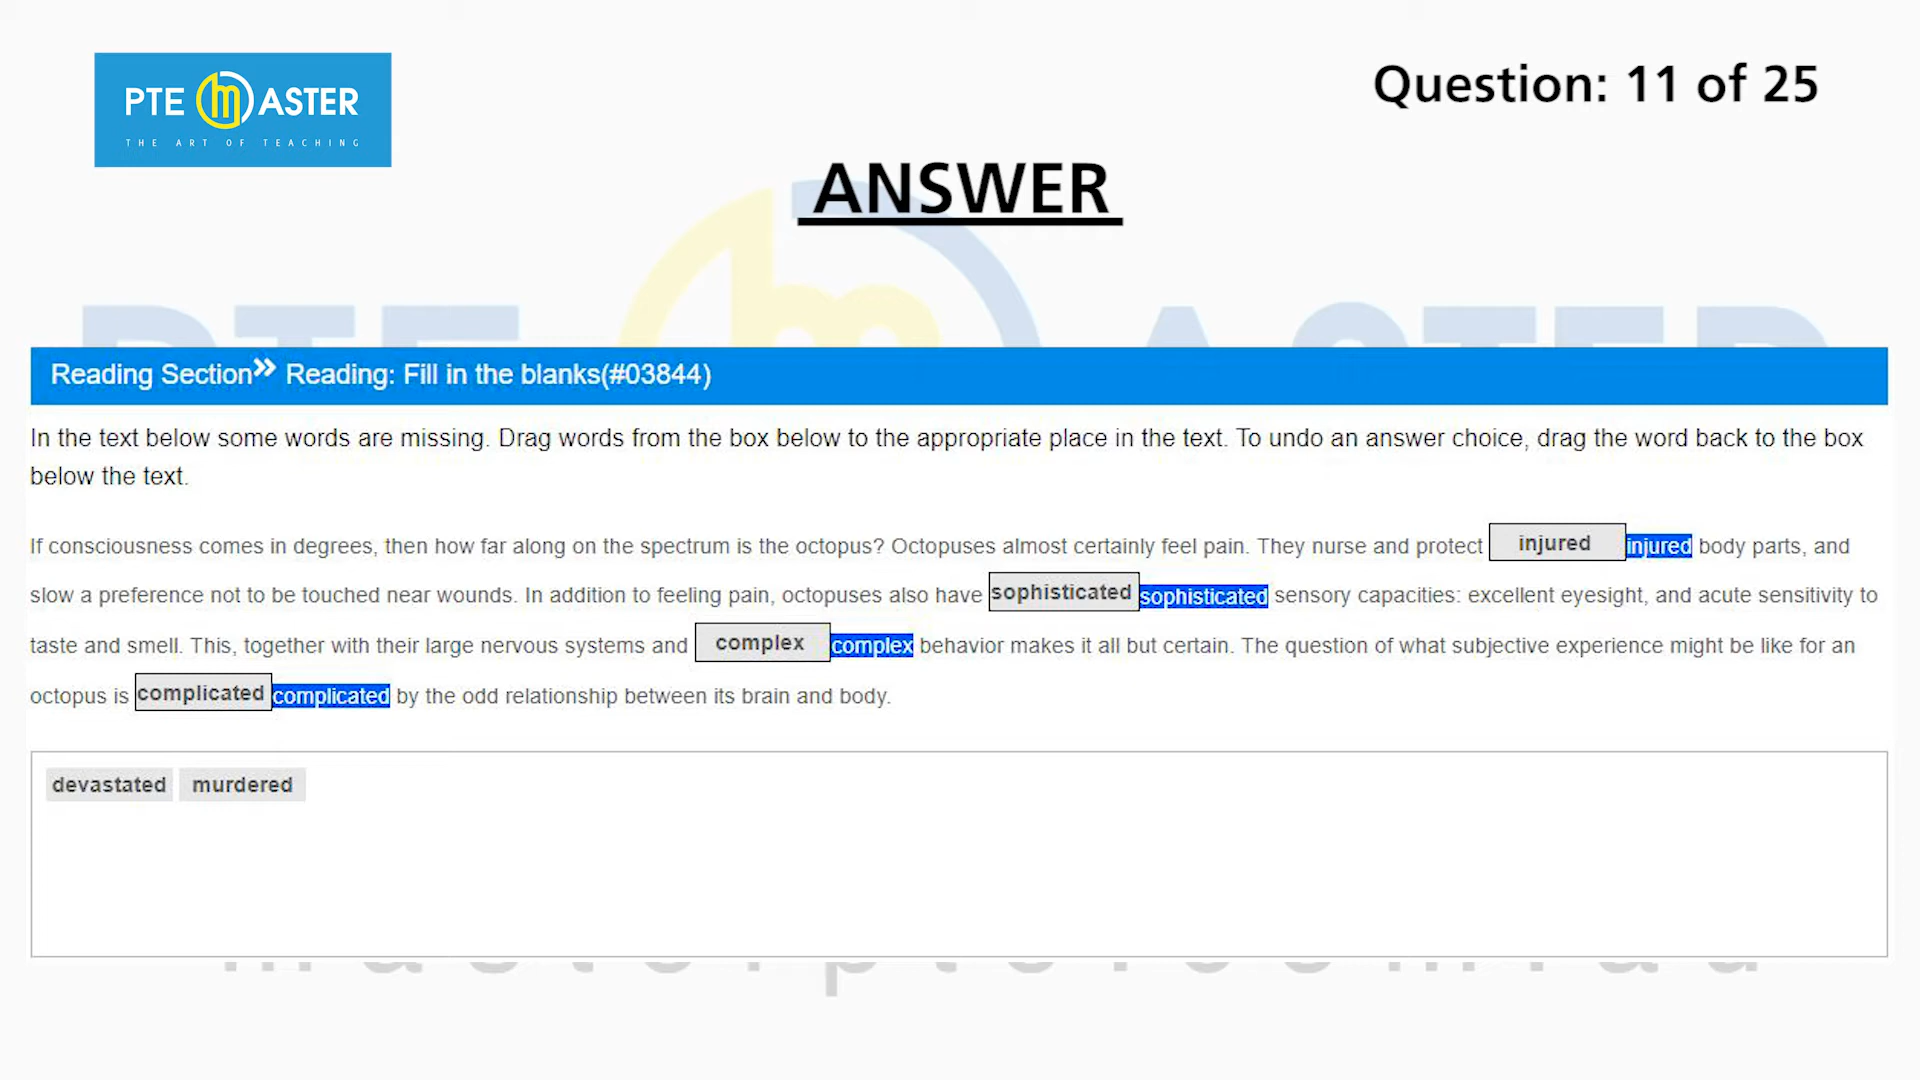 PTE MASTER
THE ART OF TEACHING
Question: 11 of 25
ANSWER
Reading Section» Reading: Fill in the blanks(#03844)
In the text below some words are missing. Drag words from the box below to the appropriate place in the text. To undo an answer choice, drag the word back to the box
below the text.
If consciousness comes in degrees, then how far along on the spectrum is the octopus? Octopuses almost certainly feel pain. They nurse and protect injured injured body parts, and
slow a preference not to be touched near wounds. In addition to feeling pain, octopuses also have sophisticated sophisticated sensory capacities: excellent eyesight, and acute sensitivity to
taste and smell. This, together with their large nervous systems and complex complex behavior makes it all but certain. The question of what subjective experience might be like for an
octopus is complicated complicated by the odd relationship between its brain and body.
devastated murdered